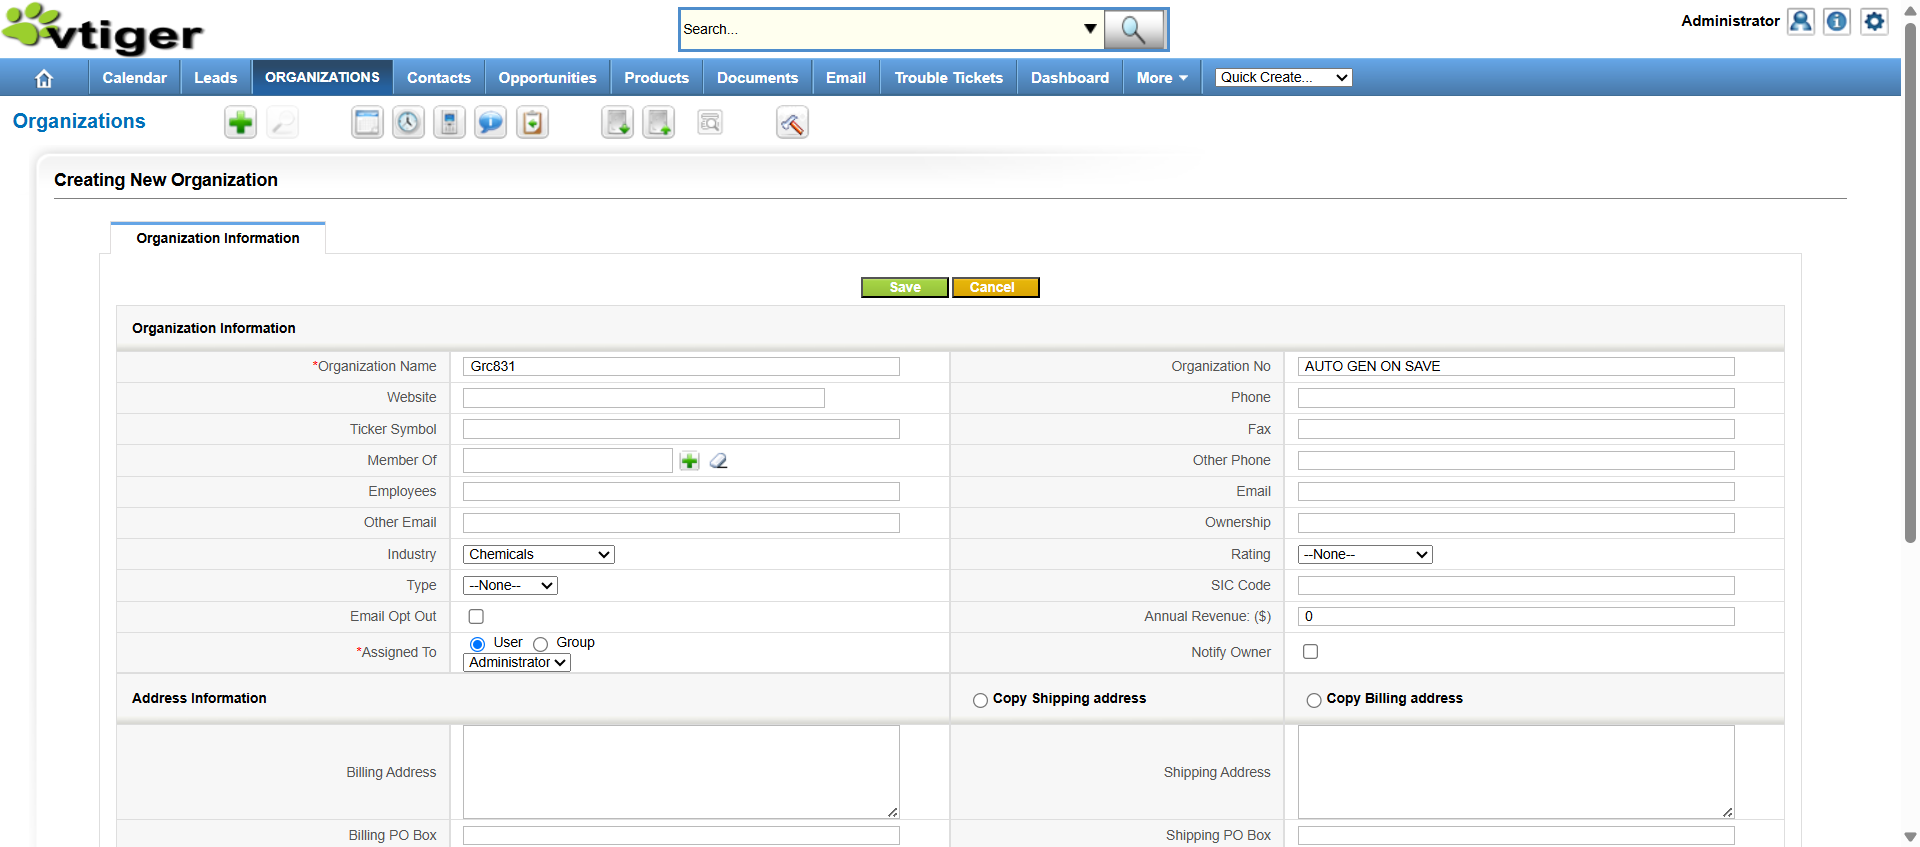 vtiger
Search...
Administrator
Calendar Leads ORGANIZATIONS Contacts Opportunities Products Documents Email Trouble Tickets Dashboard More Quick Create...
Organizations
Creating New Organization
Organization Information
Save Cancel
Organization Information
*Organization Name Grc831 Organization No AUTO GEN ON SAVE
Website Phone
Ticker Symbol Fax
Member Of Other Phone
Employees Email
Other Email Ownership
Industry Chemicals Rating --None--
Type --None-- SIC Code
Email Opt Out Annual Revenue: ($) 0
*Assigned To User Group Notify Owner
Administrator
Address Information Copy Shipping address Copy Billing address
Billing Address Shipping Address
Billing PO Box Shipping PO Box